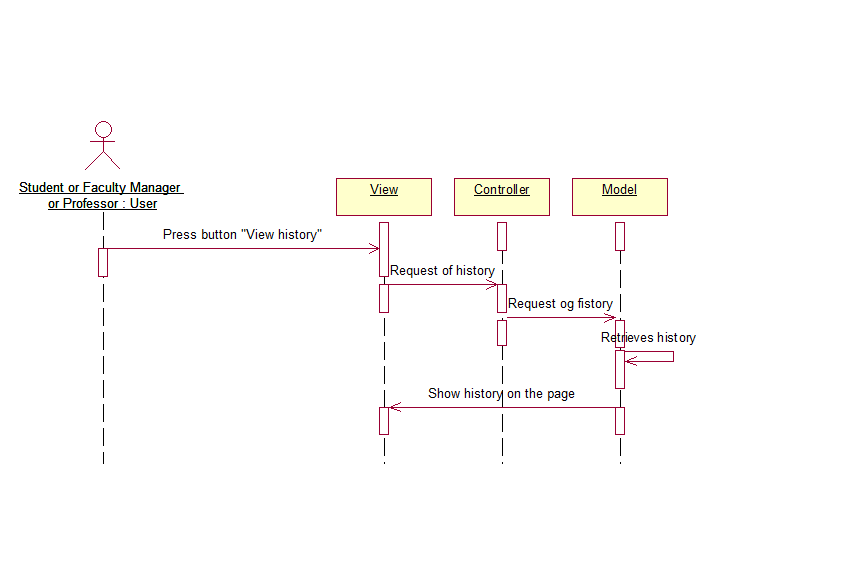 Student or Faculty Manager
or Professor : User
View
Controller
Model
Press button "View history"
Request of history
Request og fistory
Retrieves history
Show history on the page